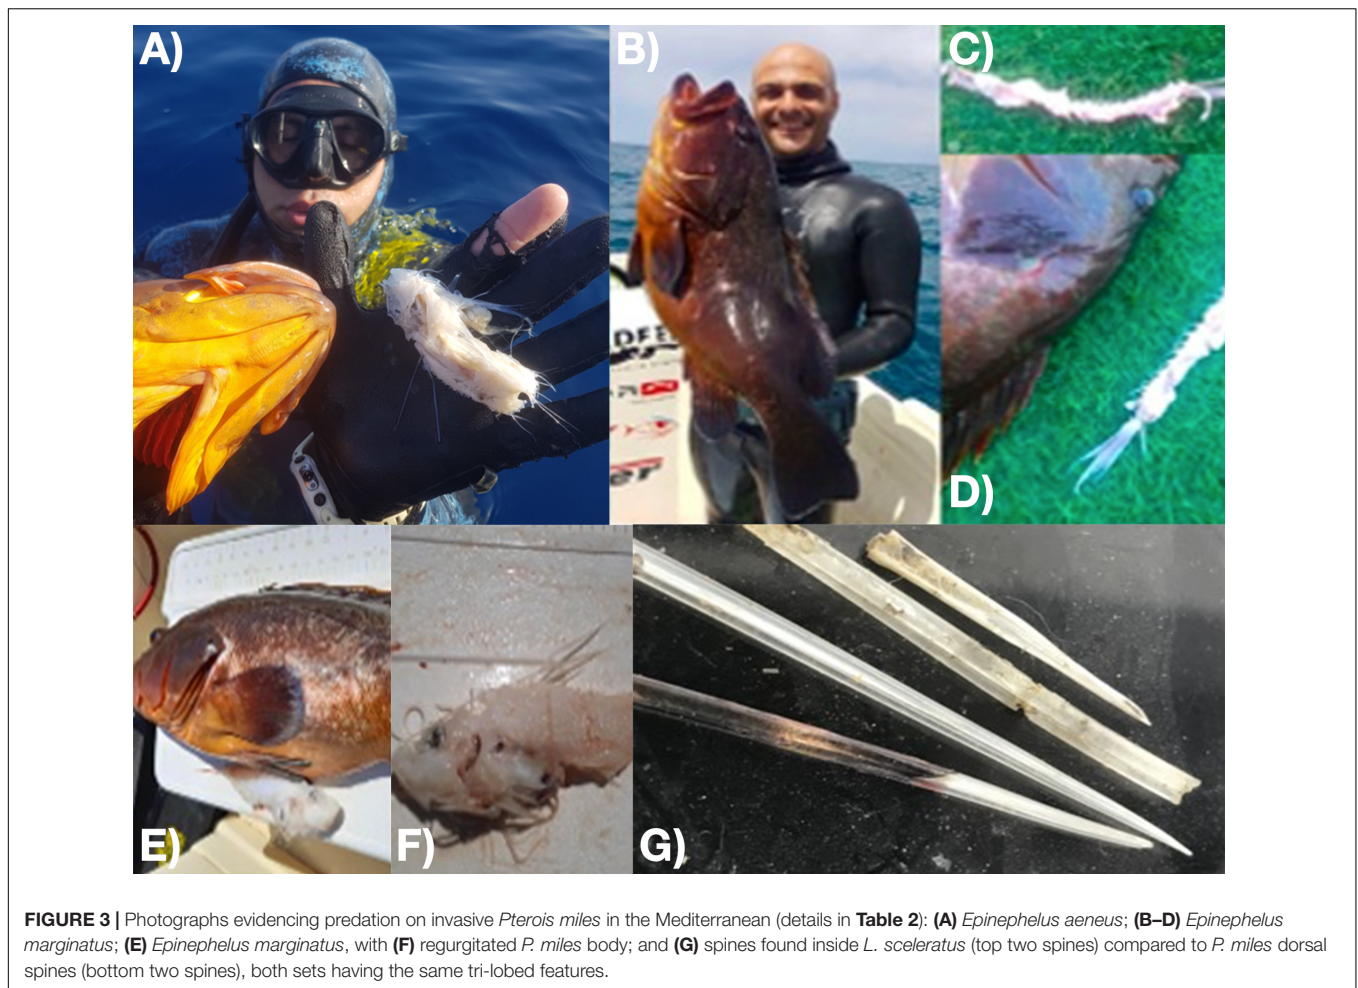 A)
B)
C)
DEE
er
D)
E)
F)
G)
FIGURE 3 | Photographs evidencing predation on invasive Pterois miles in the Mediterranean (details in Table 2): (A) Epinephelus aeneus; (B–D) Epinephelus
marginatus; (E) Epinephelus marginatus, with (F) regurgitated P. miles body; and (G) spines found inside L. sceleratus (top two spines) compared to P. miles dorsal
spines (bottom two spines), both sets having the same tri-lobed features.